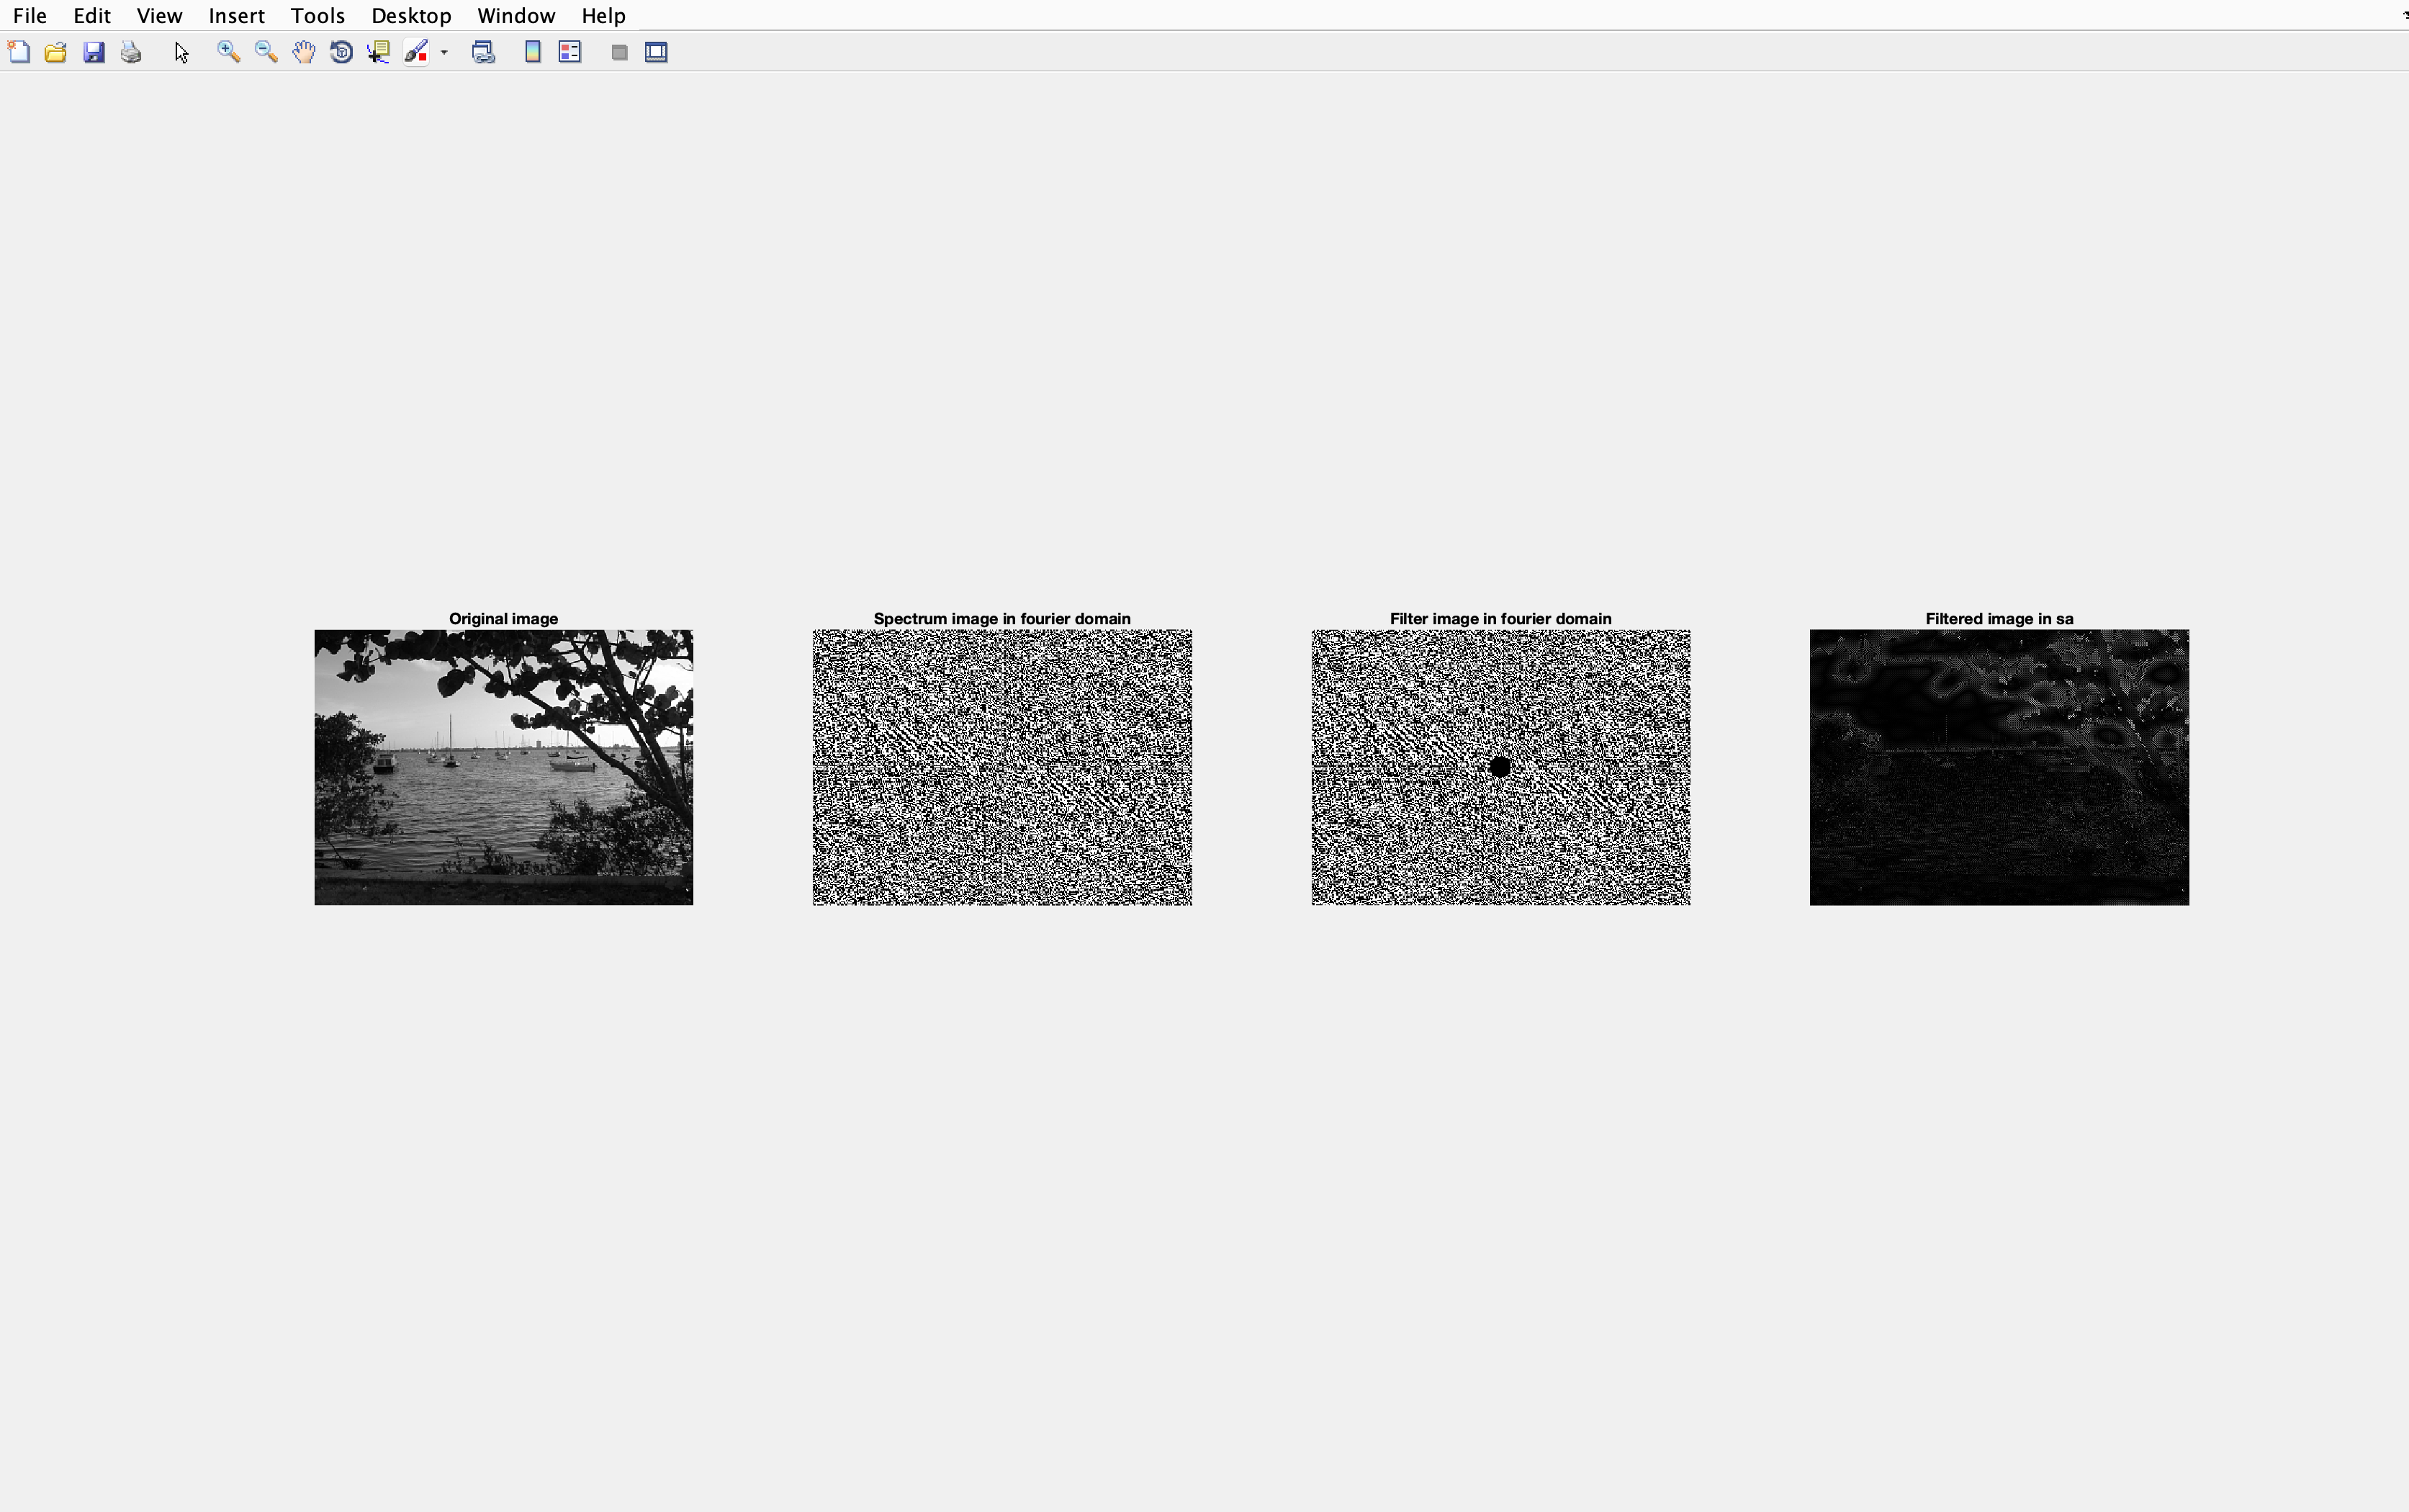 File Edit View Insert Tools Desktop Window Help
Original image
Spectrum image in fourier domain
Filter image in fourier domain
Filtered image in sa